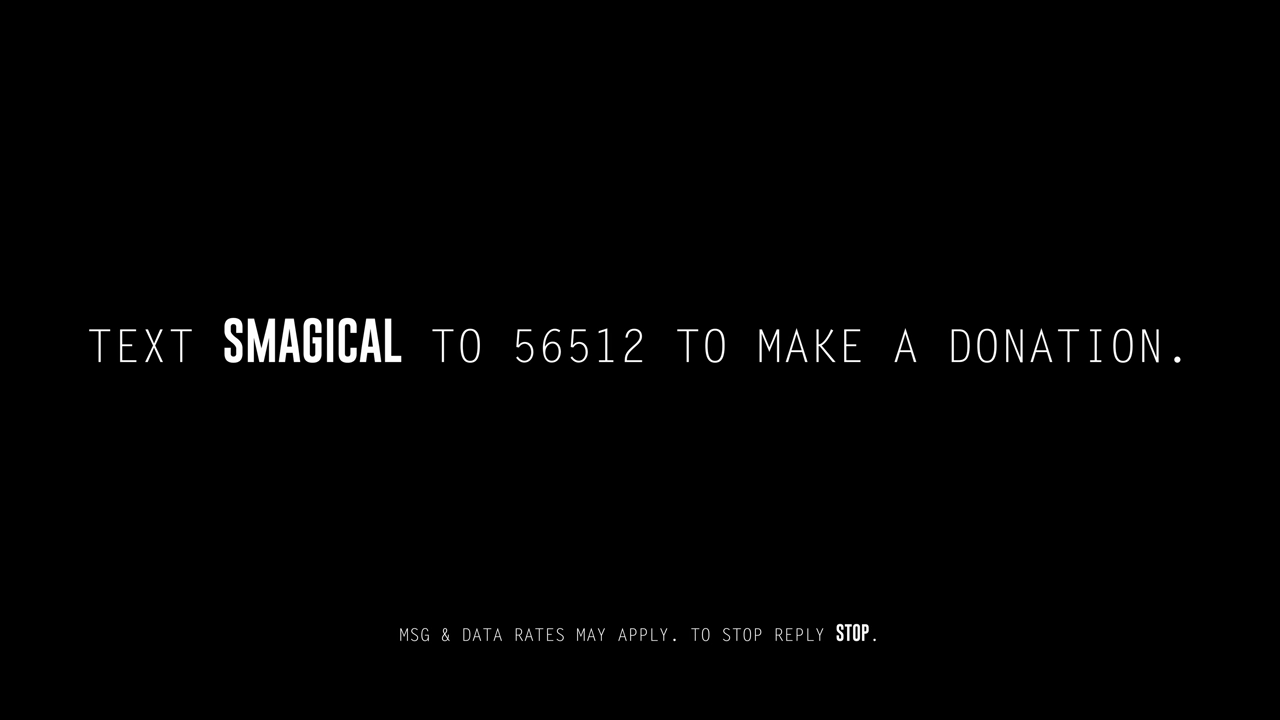 TEXT SMAGICAL TO 56512 TO MAKE A DONATION.
MSG & DATA RATES MAY APPLY. TO STOP REPLY STOP.